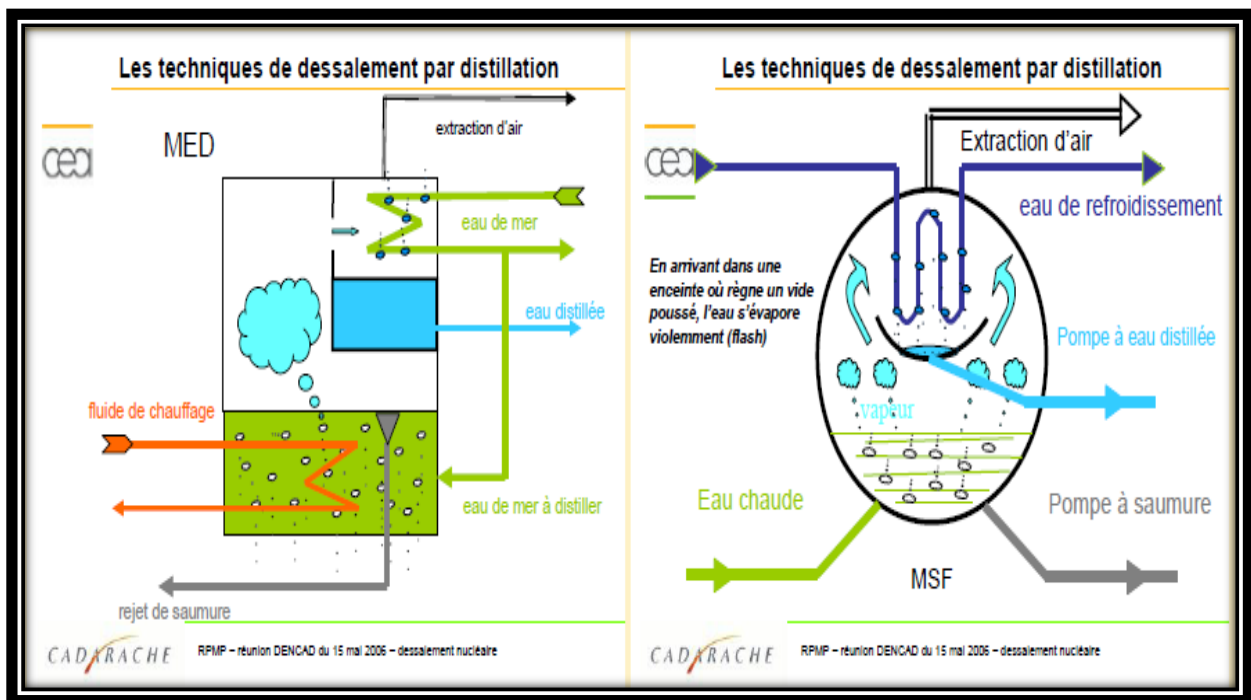 Les techniques de dessalement par distillation
extraction d'air
cea
MED
eau de mer
eau distillée
fluide de chauffage
eau de mer à distiller
rejet de saumure
CADARACHE
RPMP – réunion DENCAD du 15 mai 2006 – dessalement nucléaire
Les techniques de dessalement par distillation
Extraction d'air
cea
eau de refroidissement
En arrivant dans une
enceinte où règne un vide
poussé, l'eau s'évapore
violemment (flash)
Pompe à eau distillée
vapeur
Eau chaude
Pompe à saumure
MSF
CADARACHE
RPMP – réunion DENCAD du 15 mai 2006 – dessalement nucléaire